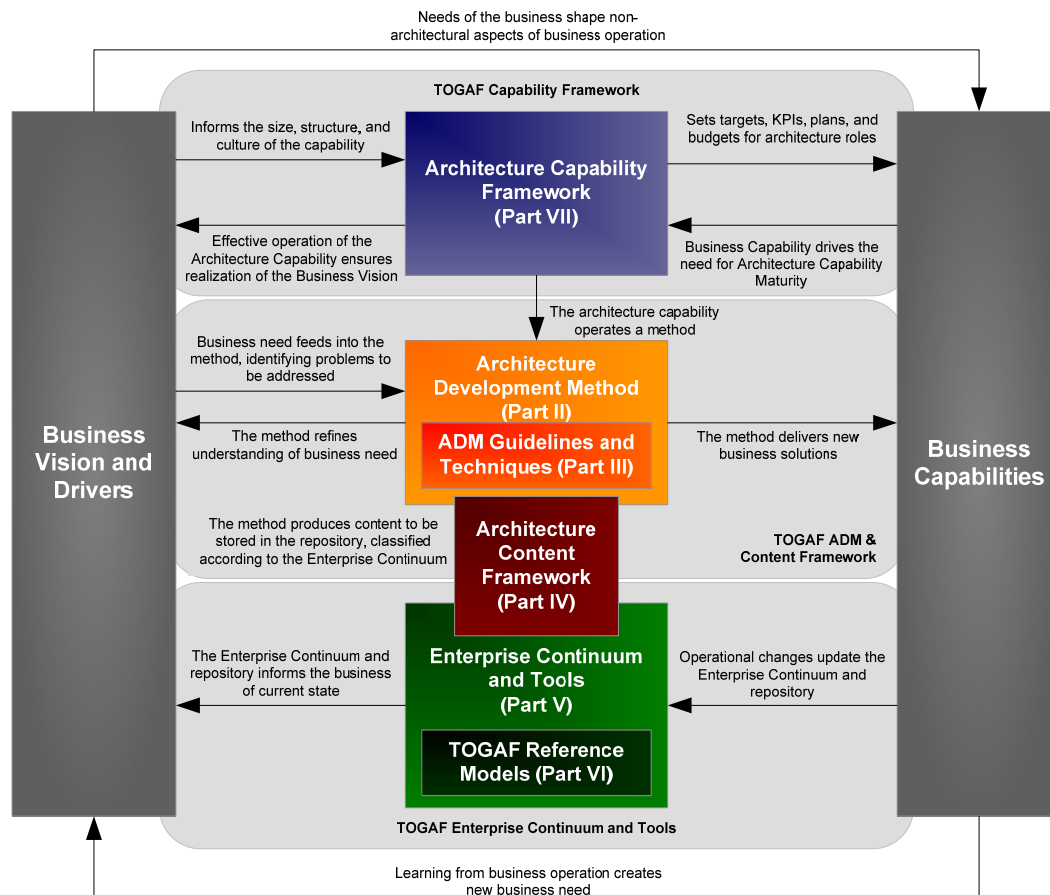 Needs of the business shape non-
architectural aspects of business operation
TOGAF Capability Framework
Informs the size, structure, and
culture of the capability
Sets targets, KPIs, plans, and
budgets for architecture roles
Architecture Capability
Framework
(Part VII)
Effective operation of the
Architecture Capability ensures
realization of the Business Vision
Business Capability drives the
need for Architecture Capability
Maturity
The architecture capability
operates a method
Business need feeds into the
method, identifying problems to
be addressed
Architecture
Development Method
(Part II)
Business
Vision and
Drivers
The method refines
understanding of business need
ADM Guidelines and
Techniques (Part III)
The method delivers new
business solutions
Business
Capabilities
The method produces content to be
stored in the repository, classified
according to the Enterprise Continuum
Architecture
Content
Framework
(Part IV)
TOGAF ADM &
Content Framework
The Enterprise Continuum and
repository informs the business
of current state
Enterprise Continuum
and Tools
(Part V)
Operational changes update the
Enterprise Continuum and
repository
TOGAF Reference
Models (Part VI)
TOGAF Enterprise Continuum and Tools
Learning from business operation creates
new business need